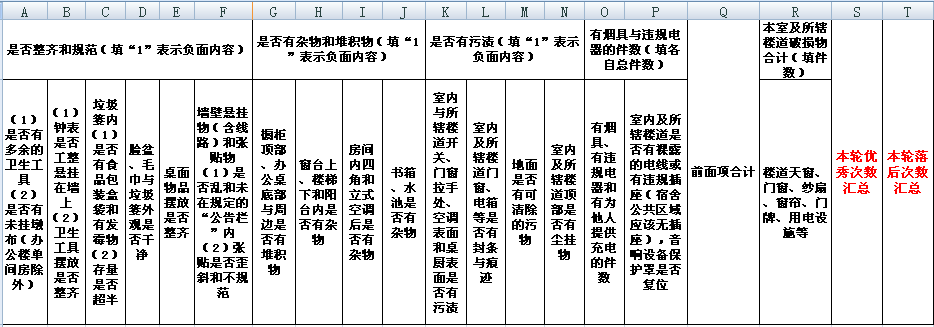 A B C D E F G H I J K L M N O P Q R S T
是否整齐和规范（填“1”表示负面内容）
是否有杂物和堆积物（填“1
”表示负面内容）
是否有污渍（填“1”表示
负面内容）
有烟具与违规电
器的件数（填各
自总件数）
本室及所辖
楼道破损物
合计（填件
数）
（1）
是否有
多余的
卫生工
具
（2）
是否有
未挂墩
布（办
公楼单
间房除
外）
（1）
钟表
是否
工整
是挂
在墙
上
（2）
卫生
工具
摆放
是否
整齐
垃圾
篓内
（1）
是否
有食
品包
装盒
袋和
有发
霉物
（2）
存量
是否
超半
脸盆
、毛
巾与
垃圾
篓外
观是
否干
净
桌面
物品
摆放
是否
整齐
墙壁悬挂
物（含线
路）和张
贴物
（1）是
否乱和未
在规定的
“公告栏
”内
（2）张
贴是否歪
斜和不规
范
橱柜
顶部
、办
公桌
底部
与周
边是
否有
堆积
物
窗台上
、楼梯
下和阳
台内是
否有杂
物
房间
内四
角和
立式
空调
后是
否有
杂物
书箱
、水
池是
否有
杂物
室内
与所
辖楼
道开
关、
门窗
拉手
处、
空调
表面
和桌
厨表
面是
否有
污渍
室内
及所
辖楼
道门
窗、
电箱
等是
否有
封条
与痕
迹
地面
是否
有可
清除
的污
物
室内
及所
辖楼
道顶
部是
否有
尘挂
物
有烟
具、
有违
规电
器和
有为
他人
提供
充电
的件
数
室内及所
辖楼道是
否有裸露
的电线或
有违规插
座（宿舍
公共区域
应该无插
座），音
响设备保
护罩是否
复位
前面项合计
楼道天窗、
门窗、纱扇
、窗帘、门
牌、用电设
施等
本轮优
秀次数
汇总
本轮落
后次数
汇总